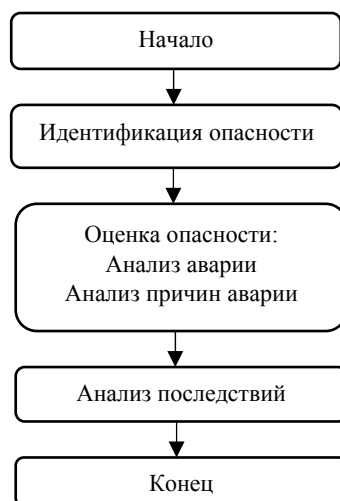 Начало
Идентификация опасности
Оценка опасности:
Анализ аварии
Анализ причин аварии
Анализ последствий
Конец